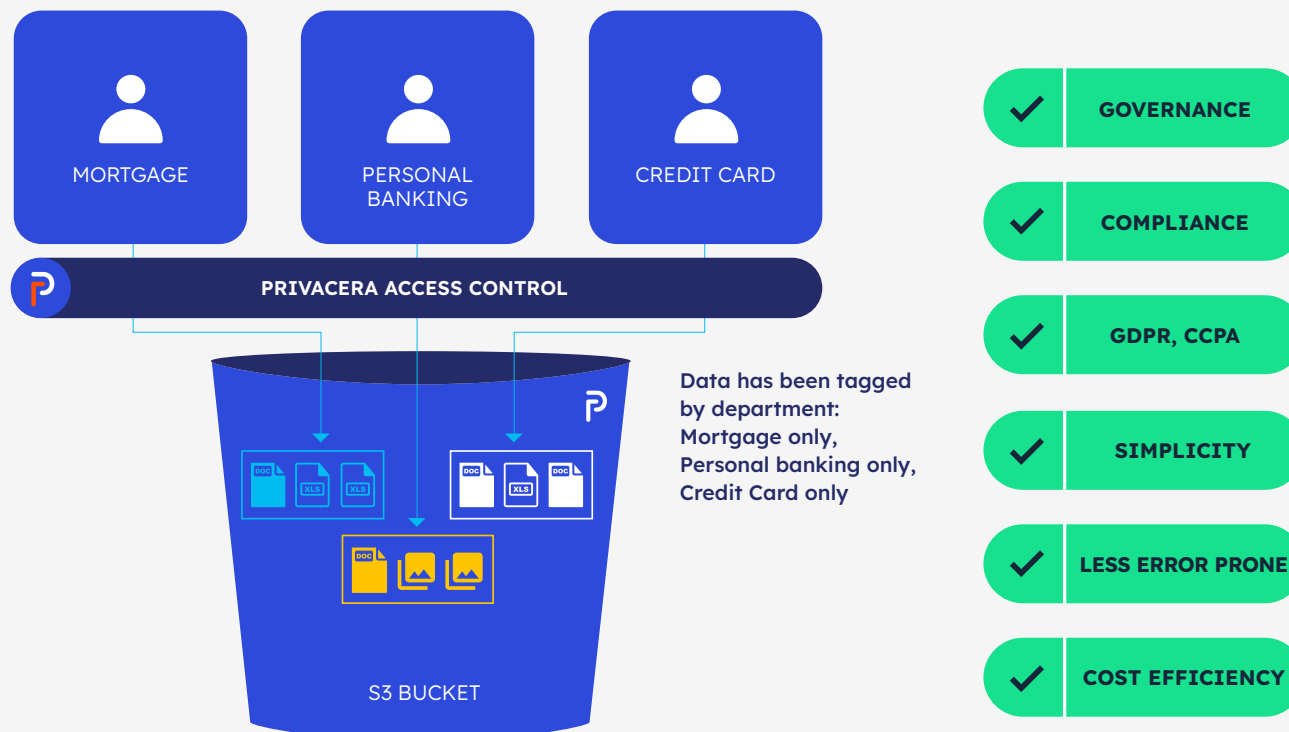 MORTGAGE
PERSONAL
BANKING
CREDIT CARD
PRIVACERA ACCESS CONTROL
Data has been tagged
by department:
Mortgage only,
Personal banking only,
Credit Card only
DOC
XLS
XLS
DOC
XLS
DOC
DOC
S3 BUCKET
GOVERNANCE
COMPLIANCE
GDPR, CCPA
SIMPLICITY
LESS ERROR PRONE
COST EFFICIENCY